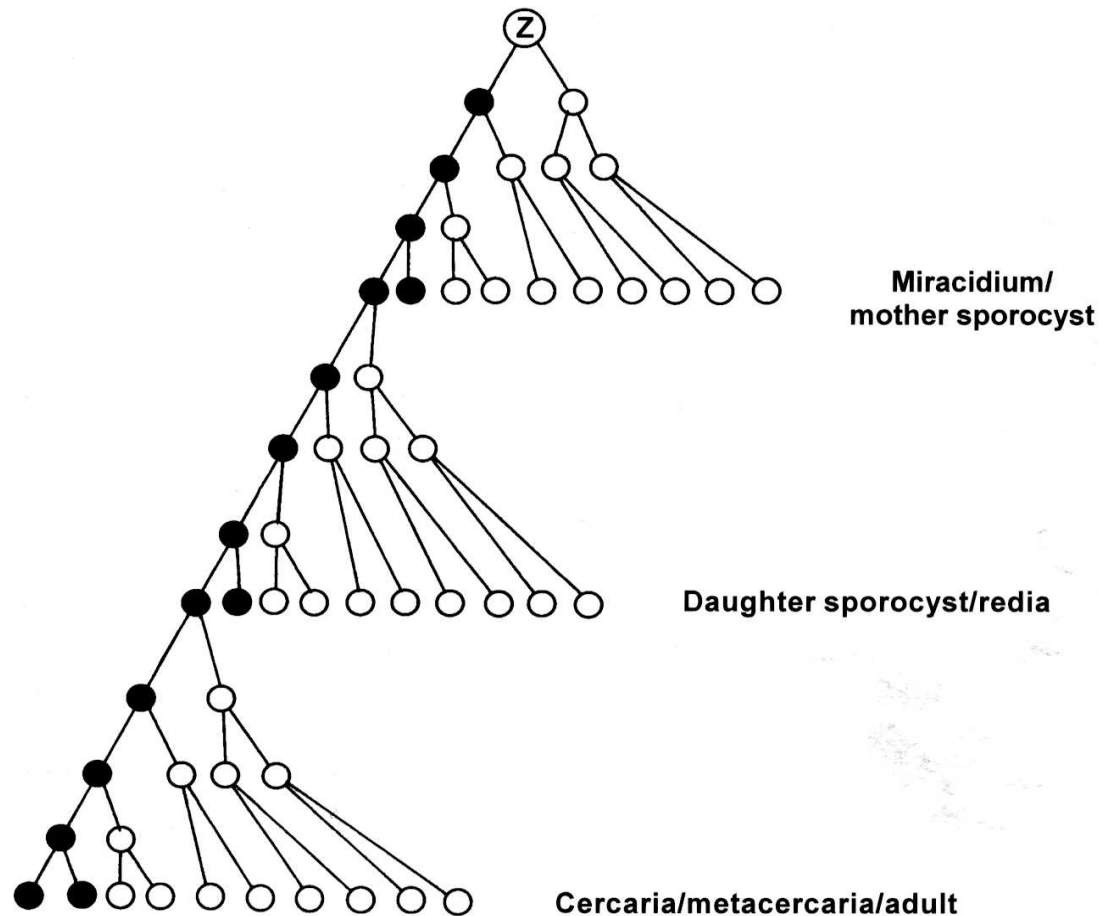 Z
Miracidium/
mother sporocyst
Daughter sporocyst/redia
Cercaria/metacercaria/adult